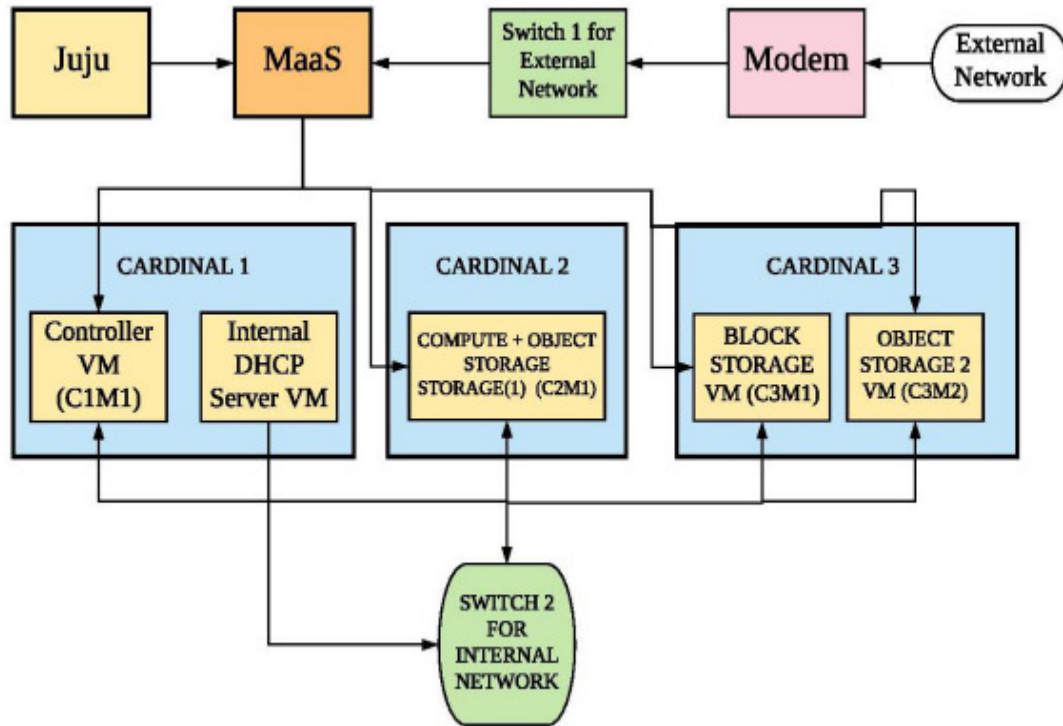 Juju
MaaS
Switch 1 for
External
Network
Modem
External
Network
CARDINAL 1
Controller
VM
(C1M1)
Internal
DHCP
Server VM
CARDINAL 2
COMPUTE + OBJECT
STORAGE
STORAGE(1) (C2M1)
CARDINAL 3
BLOCK
STORAGE
VM (C3M1)
OBJECT
STORAGE 2
VM (C3M2)
SWITCH 2
FOR
INTERNAL
NETWORK